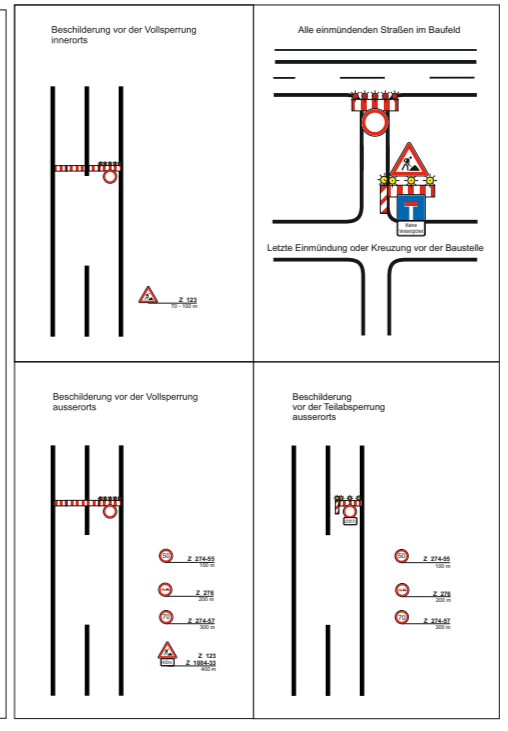 Beschilderung vor der Vollsperrung
innerorts
Z 123
70 - 100 m
Alle einmündenden Straßen im Baufeld
Keine
Letzte Einmündung oder Kreuzung vor der Baustelle
Beschilderung vor der Vollsperrung
ausserorts
50
Z 274-55
100 m
Z 276
200 m
70
Z 274-57
300 m
Z 123
Z 1004-33
400 m
Beschilderung
vor der Teilabsperrung
ausserorts
50
Z 274-55
100 m
Z 276
200 m
70
Z 274-57
300 m